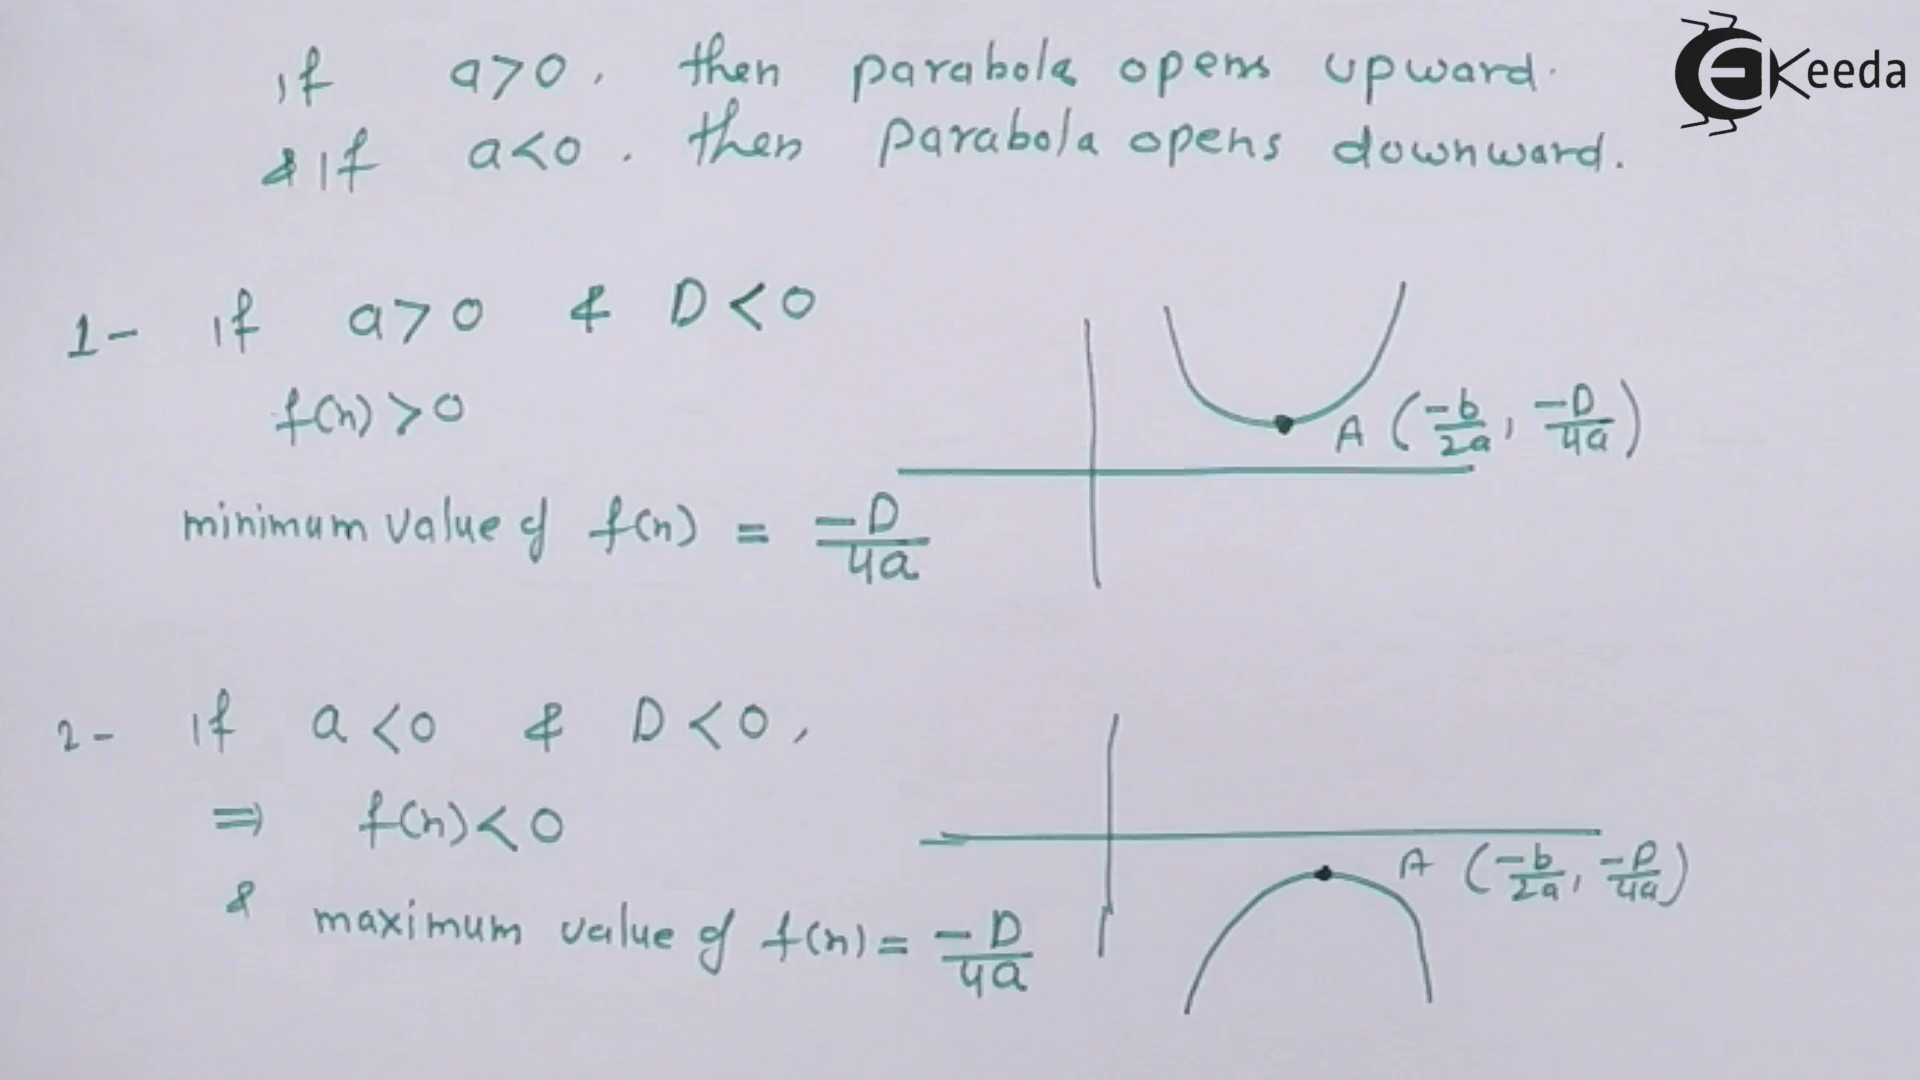 if a>0, then parabola opens upward.
& if a<0. then parabola opens downward.
EKeeda
1- if a>0 & D<0
f(n)>0
A (-b/2a, -D/4a)
minimum value of f(n) = -D/4a
2- if a<0 & D<0,
⇒ f(n)<0
A (-b/2a, -D/4a)
& maximum value of f(n) = -D/4a